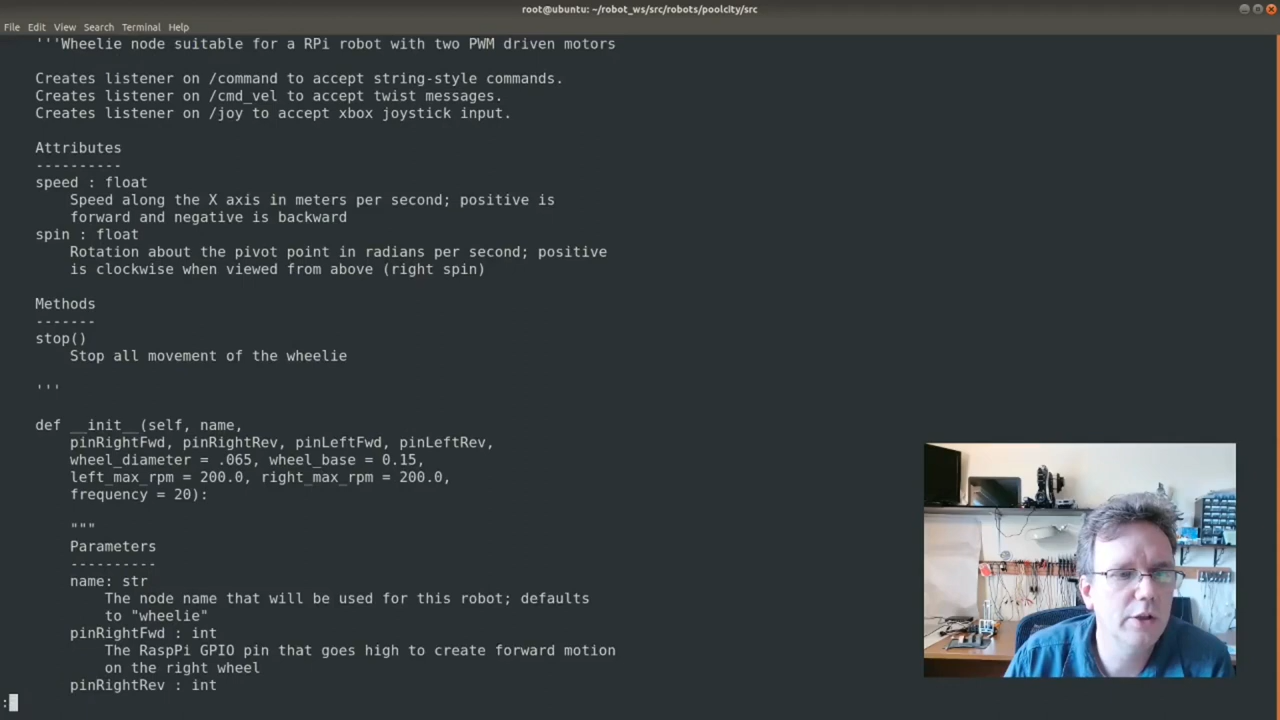 root@ubuntu: ~/robot_ws/src/robots/poolcity/src
File Edit View Search Terminal Help
'''Wheelie node suitable for a RPi robot with two PWM driven motors
Creates listener on /command to accept string-style commands.
Creates listener on /cmd_vel to accept twist messages.
Creates listener on /joy to accept xbox joystick input.
Attributes
----------
speed : float
Speed along the X axis in meters per second; positive is
forward and negative is backward
spin : float
Rotation about the pivot point in radians per second; positive
is clockwise when viewed from above (right spin)
Methods
-------
stop()
Stop all movement of the wheelie
'''
def __init__(self, name,
pinRightFwd, pinRightRev, pinLeftFwd, pinLeftRev,
wheel_diameter = .065, wheel_base = 0.15,
left_max_rpm = 200.0, right_max_rpm = 200.0,
frequency = 20):
"""
Parameters
----------
name: str
The node name that will be used for this robot; defaults
to "wheelie"
pinRightFwd : int
The RaspPi GPIO pin that goes high to create forward motion
on the right wheel
pinRightRev : int
: